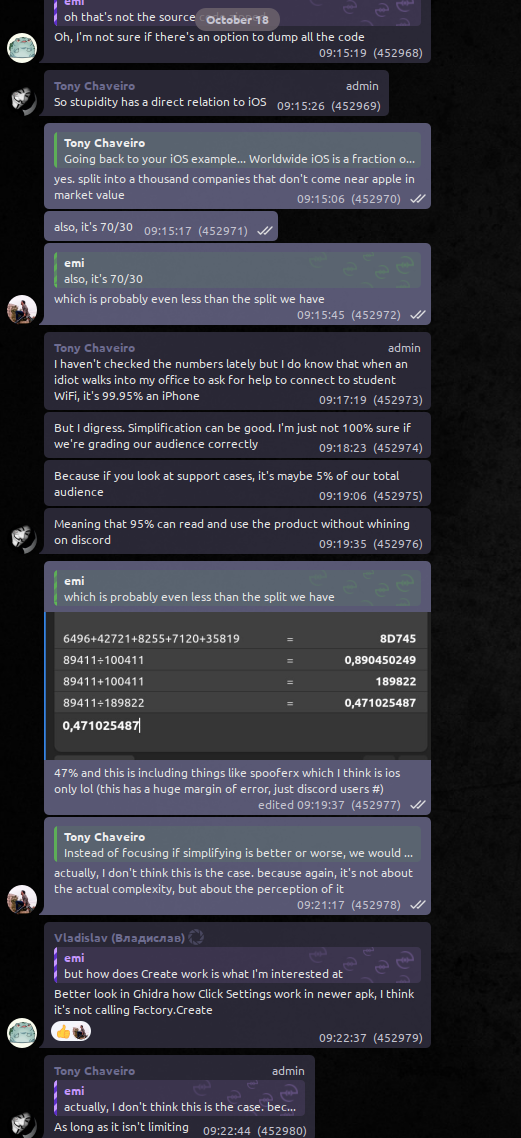 emi
oh that's not the source
October 18
Oh, I'm not sure if there's an option to dump all the code
09:15:19 (452968)
Tony Chaveiro admin
So stupidity has a direct relation to iOS 09:15:26 (452969)
Tony Chaveiro
Going back to your iOS example... Worldwide iOS is a fraction o...
yes. split into a thousand companies that don't come near apple in
market value 09:15:06 (452970)
also, it's 70/30 09:15:17 (452971)
emi
also, it's 70/30
which is probably even less than the split we have
09:15:45 (452972)
Tony Chaveiro admin
I haven't checked the numbers lately but I do know that when an
idiot walks into my office to ask for help to connect to student
WiFi, it's 99.95% an iPhone 09:17:19 (452973)
But I digress. Simplification can be good. I'm just not 100% sure if
we're grading our audience correctly 09:18:23 (452974)
Because if you look at support cases, it's maybe 5% of our total
audience 09:19:06 (452975)
Meaning that 95% can read and use the product without whining
on discord 09:19:35 (452976)
emi
which is probably even less than the split we have
6496+42721+8255+7120+35819 = 8D745
89411÷100411 = 0,890450249
89411+100411 = 189822
89411÷189822 = 0,471025487
0,471025487
47% and this is including things like spooferx which I think is ios
only lol (this has a huge margin of error, just discord users #)
edited 09:19:37 (452977)
Tony Chaveiro
Instead of focusing if simplifying is better or worse, we would ...
actually, I don't think this is the case. because again, it's not about
the actual complexity, but about the perception of it
09:21:17 (452978)
Vladislav (Владислав)
emi
but how does Create work is what I'm interested at
Better look in Ghidra how Click Settings work in newer apk, I think
it's not calling Factory.Create
09:22:37 (452979)
Tony Chaveiro admin
emi
actually, I don't think this is the case. bec...
As long as it isn't limiting 09:22:44 (452980)